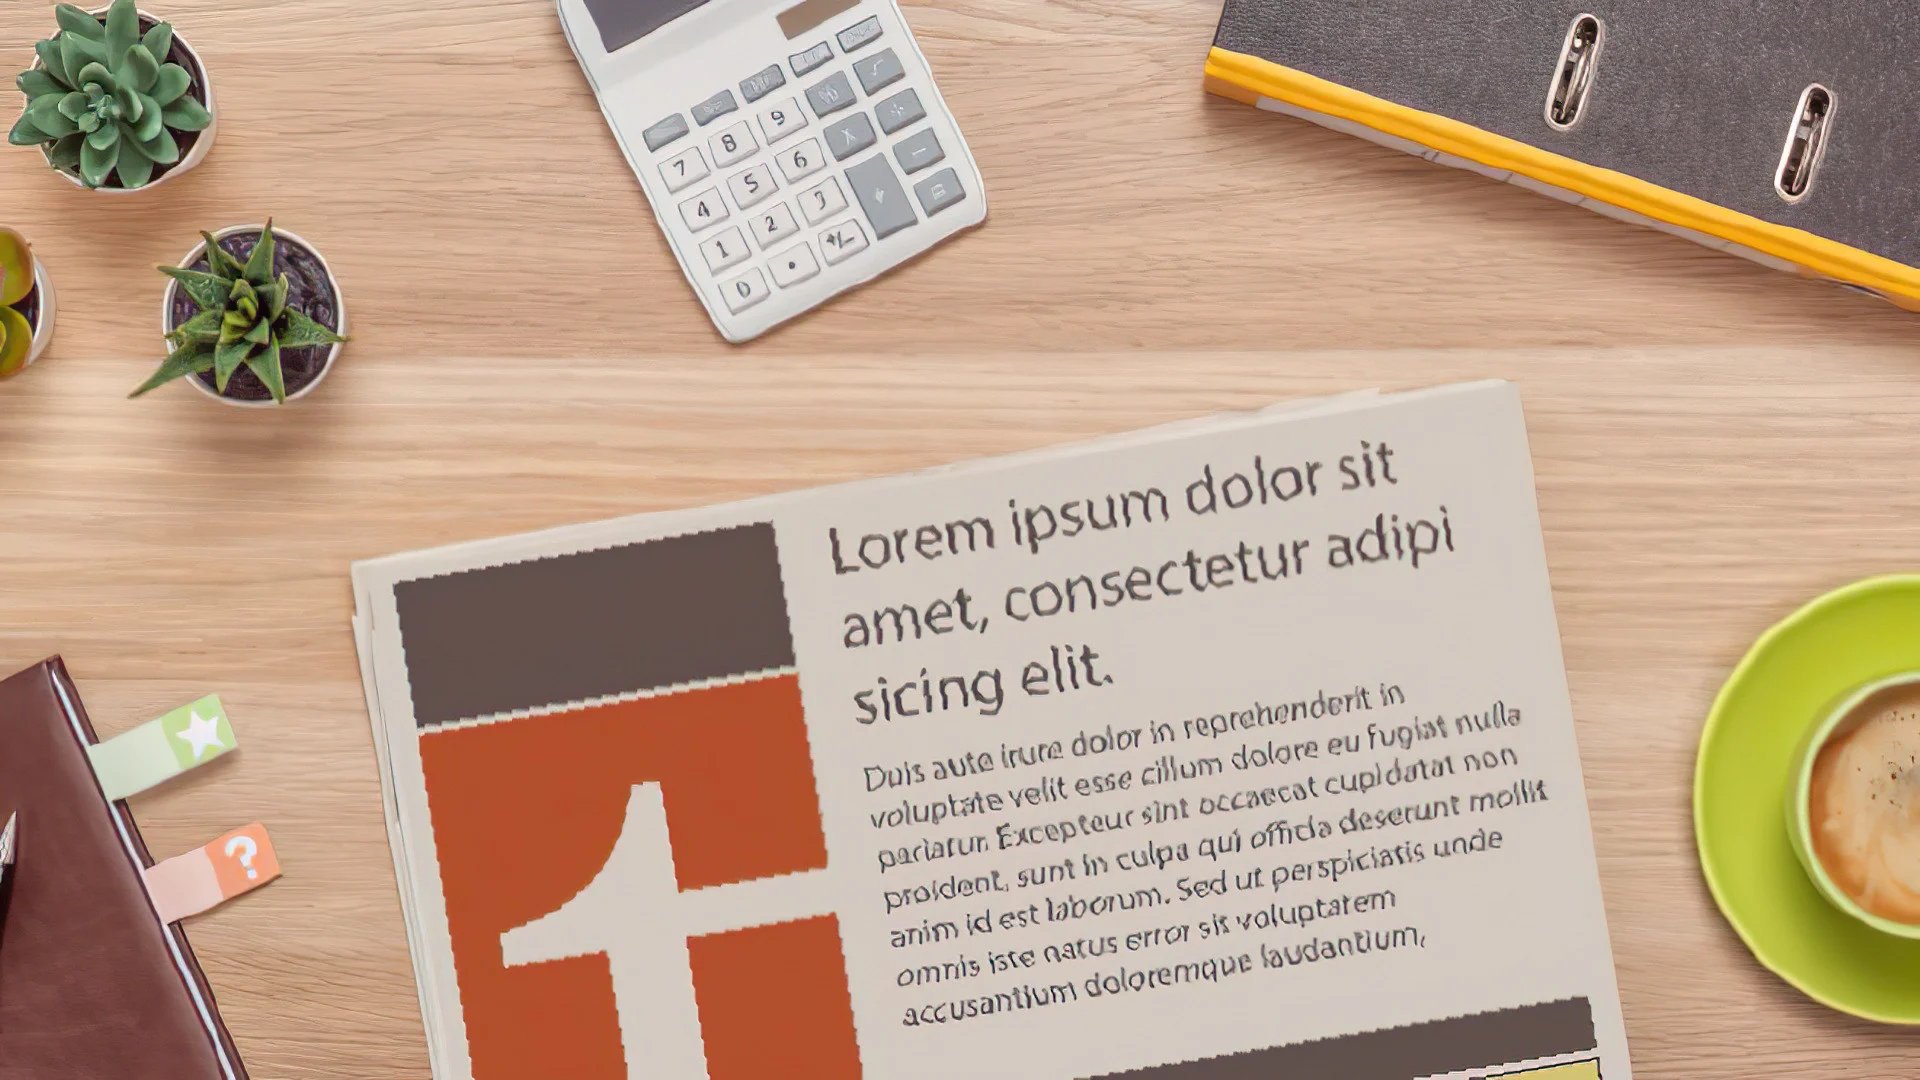 7 8 9
4 5 6
1 2
0 . +/-
Lorem ipsum dolor sit
amet, consectetur adipi
sicing elit.
Duis aute irure dolor in reprehenderit in
voluptate velit esse cillum dolore eu fugiat nulla
pariatur. Excepteur sint occaecat cupidatat non
proident, sunt in culpa qui officia deserunt mollit
anim id est laborum. Sed ut perspiciatis unde
omnis iste natus error sit voluptatem
accusantium doloremque laudantium,
t
?